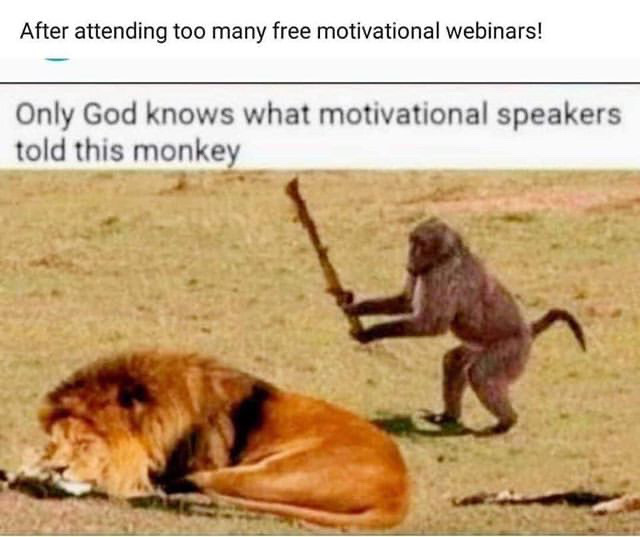 After attending too many free motivational webinars!
Only God knows what motivational speakers
told this monkey